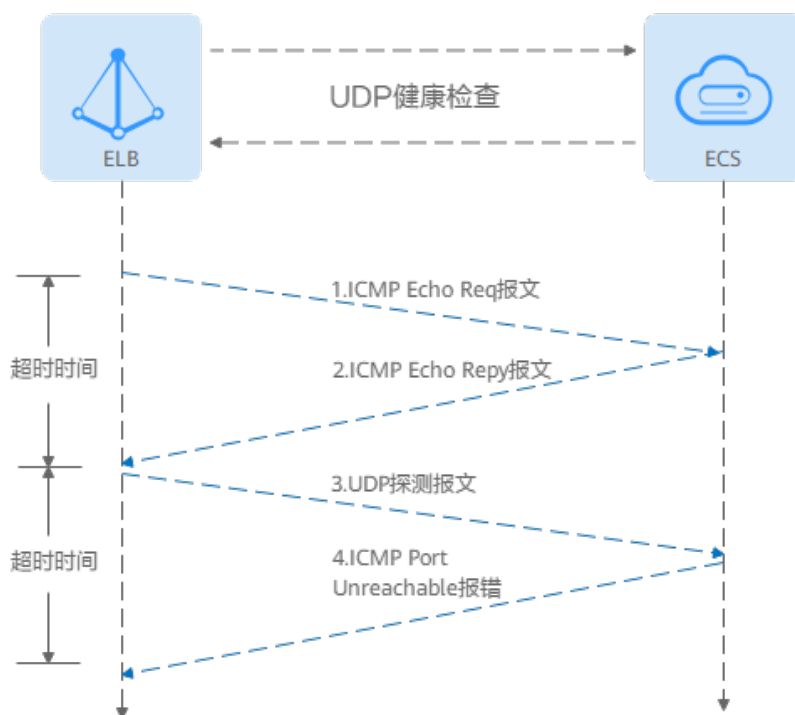 UDP健康检查
ELB
ECS
1.ICMP Echo Req报文
超时时间
2.ICMP Echo Repy报文
3.UDP探测报文
超时时间
4.ICMP Port
Unreachable报错